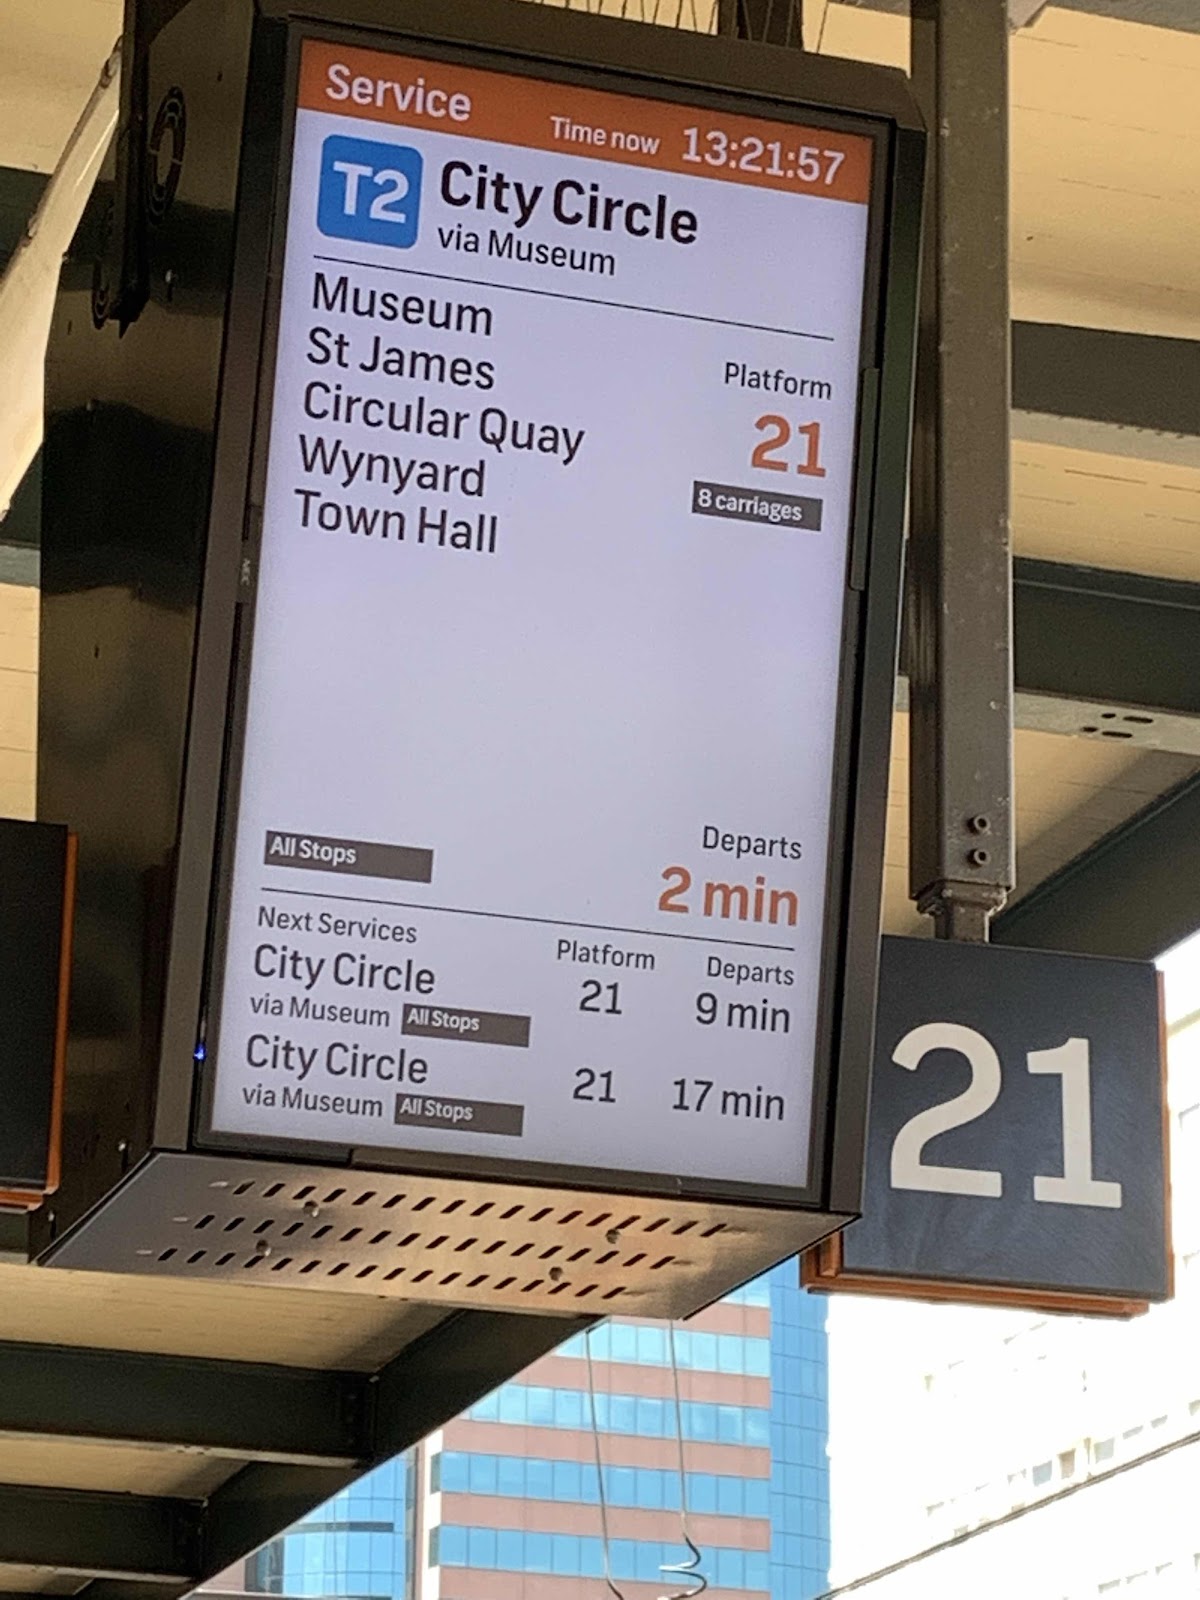 Service
Time now 13:21:57
T2 City Circle
via Museum
Museum
St James
Circular Quay
Wynyard
Town Hall
Platform
21
8 carriages
All Stops
Departs
2 min
Next Services Platform Departs
City Circle 21 9 min
via Museum All Stops
City Circle 21 17 min
via Museum All Stops
NEC
21